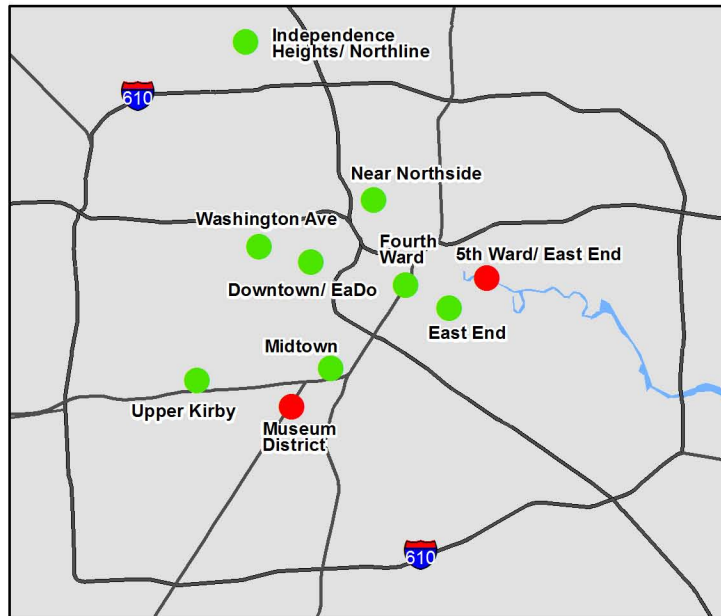 Independence
Heights/ Northline
610
Near Northside
Washington Ave
Fourth
Ward
5th Ward/ East End
Downtown/ EaDo
East End
Midtown
Upper Kirby
Museum
District
610